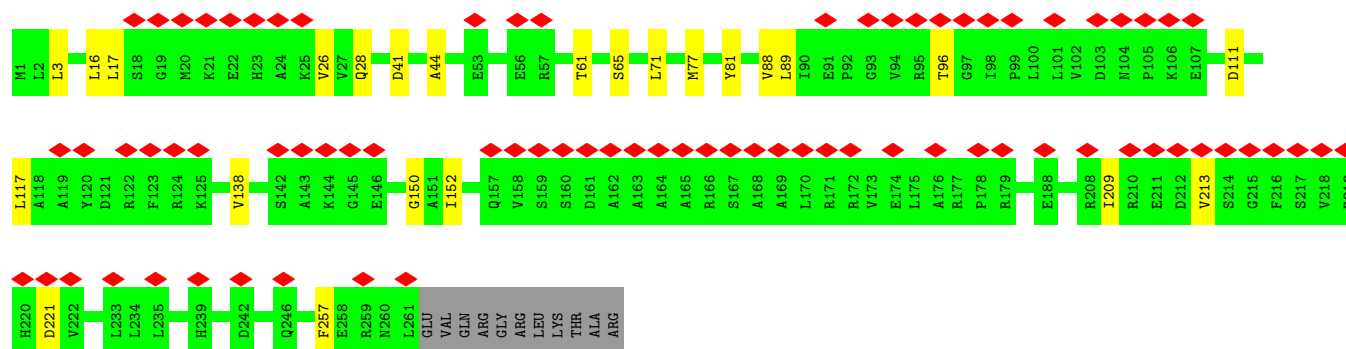 M1 L2 L3 L16 L17 S18 G19 M20 K21 E22 H23 A24 K25 V26 V27 Q28 D41 A44 E53 E56 R57 T61 S65 L71 M77 Y81 V88 L89 I90 E91 P92 G93 V94 R95 T96 G97 I98 P99 L100 L101 V102 D103 N104 P105 K106 E107 D111
L117 A118 A119 Y120 D121 R122 F123 R124 K125 V138 S142 A143 K144 G145 E146 G150 A151 I152 Q157 V158 S159 S160 D161 A162 A163 A164 A165 R166 S167 A168 A169 L170 R171 R172 V173 E174 L175 A176 R177 P178 R179 E188 R208 I209 R210 E211 D212 V213 S214 G215 F216 S217 V218
H220 D221 V222 L233 L234 L235 H239 D242 Q246 F257 E258 R259 N260 L261 GLU VAL GLN ARG GLY ARG LEU LYS THR ALA ARG